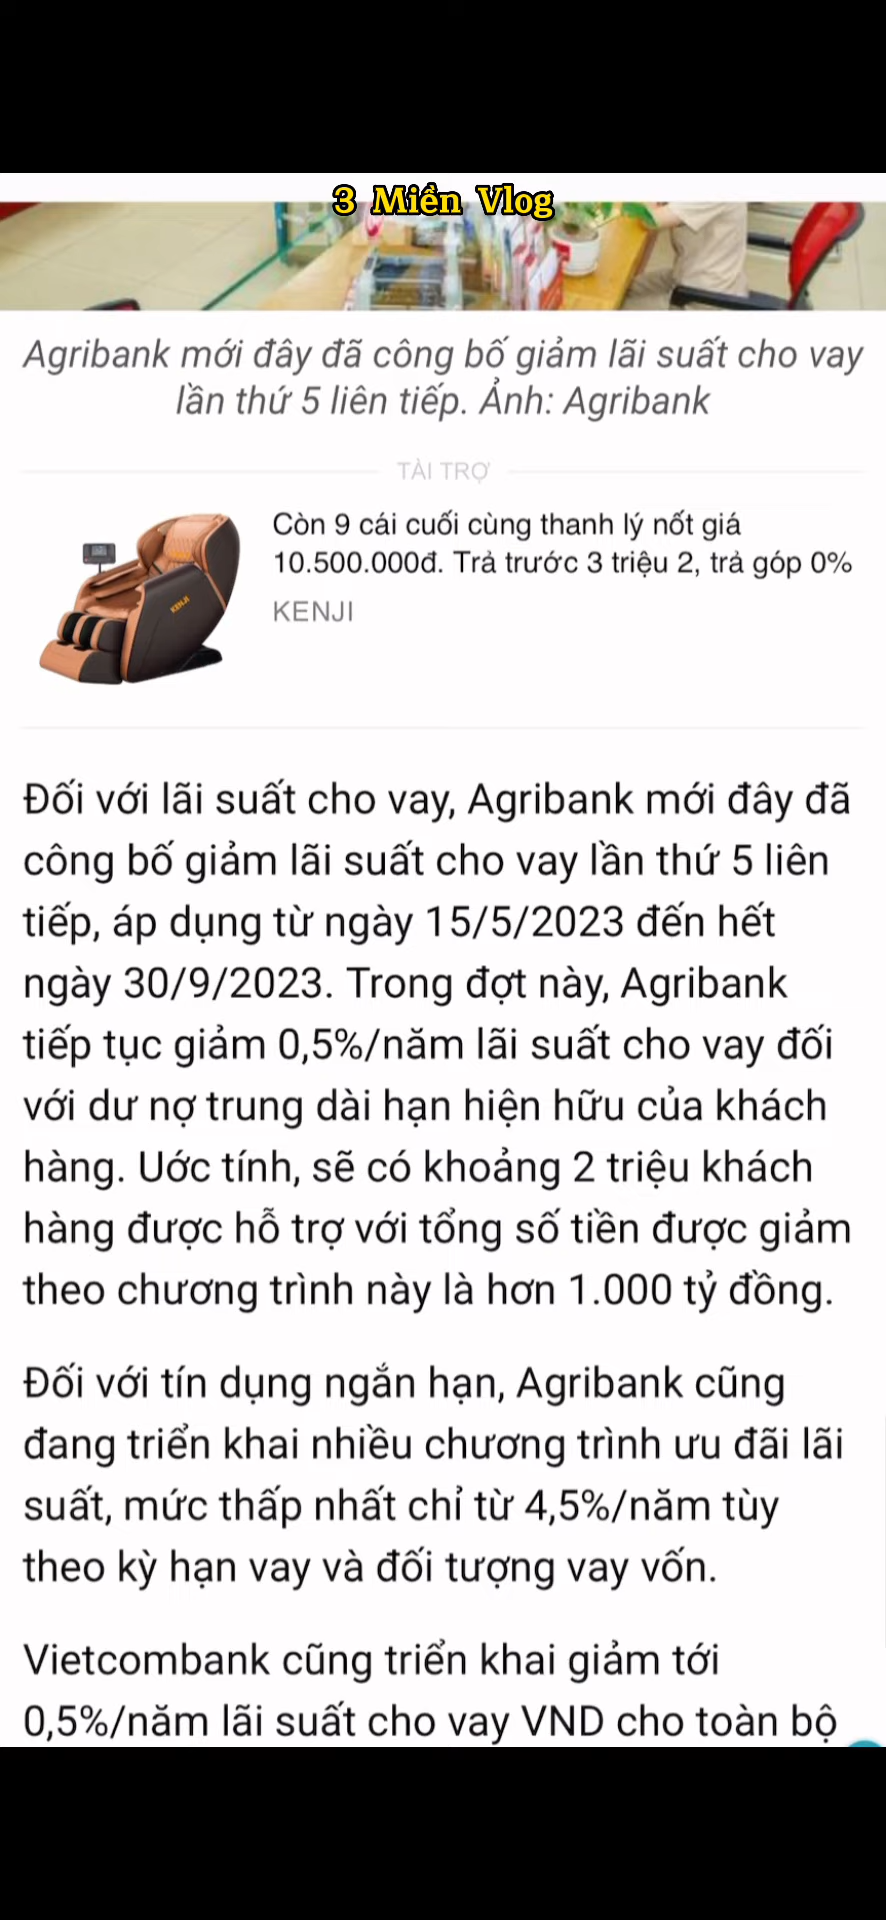 3 Miền Vlog
Agribank mới đây đã công bố giảm lãi suất cho vay
lần thứ 5 liên tiếp. Ảnh: Agribank
TÀI TRỢ
Còn 9 cái cuối cùng thanh lý nốt giá
10.500.000đ. Trả trước 3 triệu 2, trả góp 0%
KENJI
KENJI
Đối với lãi suất cho vay, Agribank mới đây đã
công bố giảm lãi suất cho vay lần thứ 5 liên
tiếp, áp dụng từ ngày 15/5/2023 đến hết
ngày 30/9/2023. Trong đợt này, Agribank
tiếp tục giảm 0,5%/năm lãi suất cho vay đối
với dư nợ trung dài hạn hiện hữu của khách
hàng. Uớc tính, sẽ có khoảng 2 triệu khách
hàng được hỗ trợ với tổng số tiền được giảm
theo chương trình này là hơn 1.000 tỷ đồng.
Đối với tín dụng ngắn hạn, Agribank cũng
đang triển khai nhiều chương trình ưu đãi lãi
suất, mức thấp nhất chỉ từ 4,5%/năm tùy
theo kỳ hạn vay và đối tượng vay vốn.
Vietcombank cũng triển khai giảm tới
0,5%/năm lãi suất cho vay VND cho toàn bộ